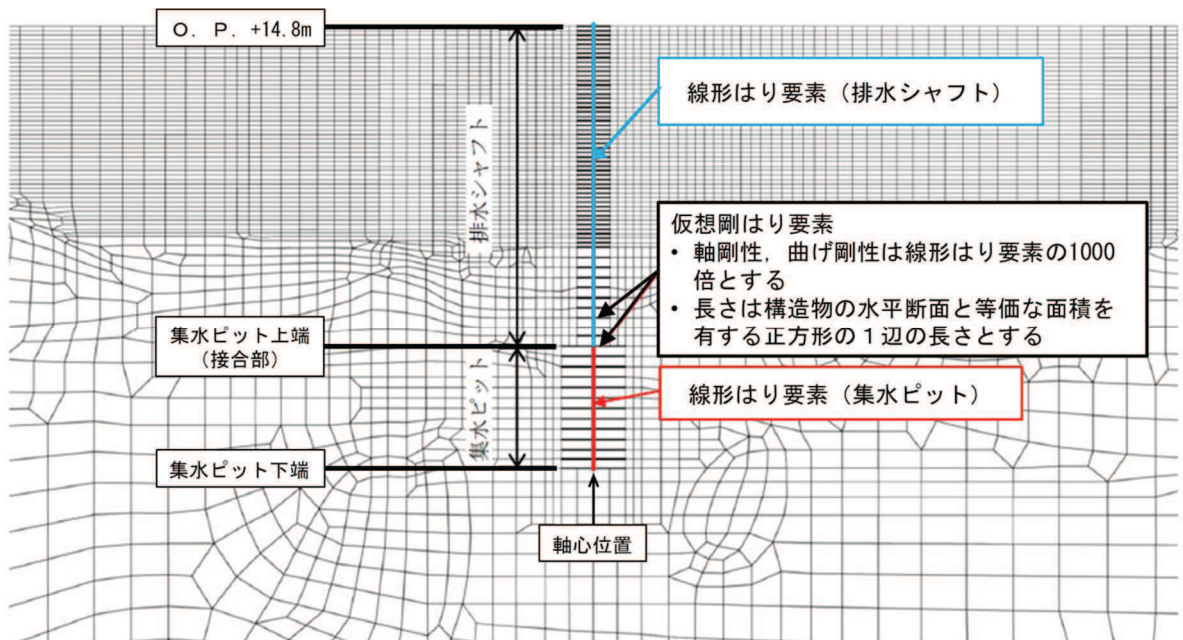 O. P. +14.8m
線形はり要素（排水シャフト）
排水シャフト
仮想剛はり要素
• 軸剛性，曲げ剛性は線形はり要素の1000
倍とする
• 長さは構造物の水平断面と等価な面積を
有する正方形の１辺の長さとする
集水ピット上端
(接合部)
集水ピット
線形はり要素（集水ピット）
集水ピット下端
軸心位置